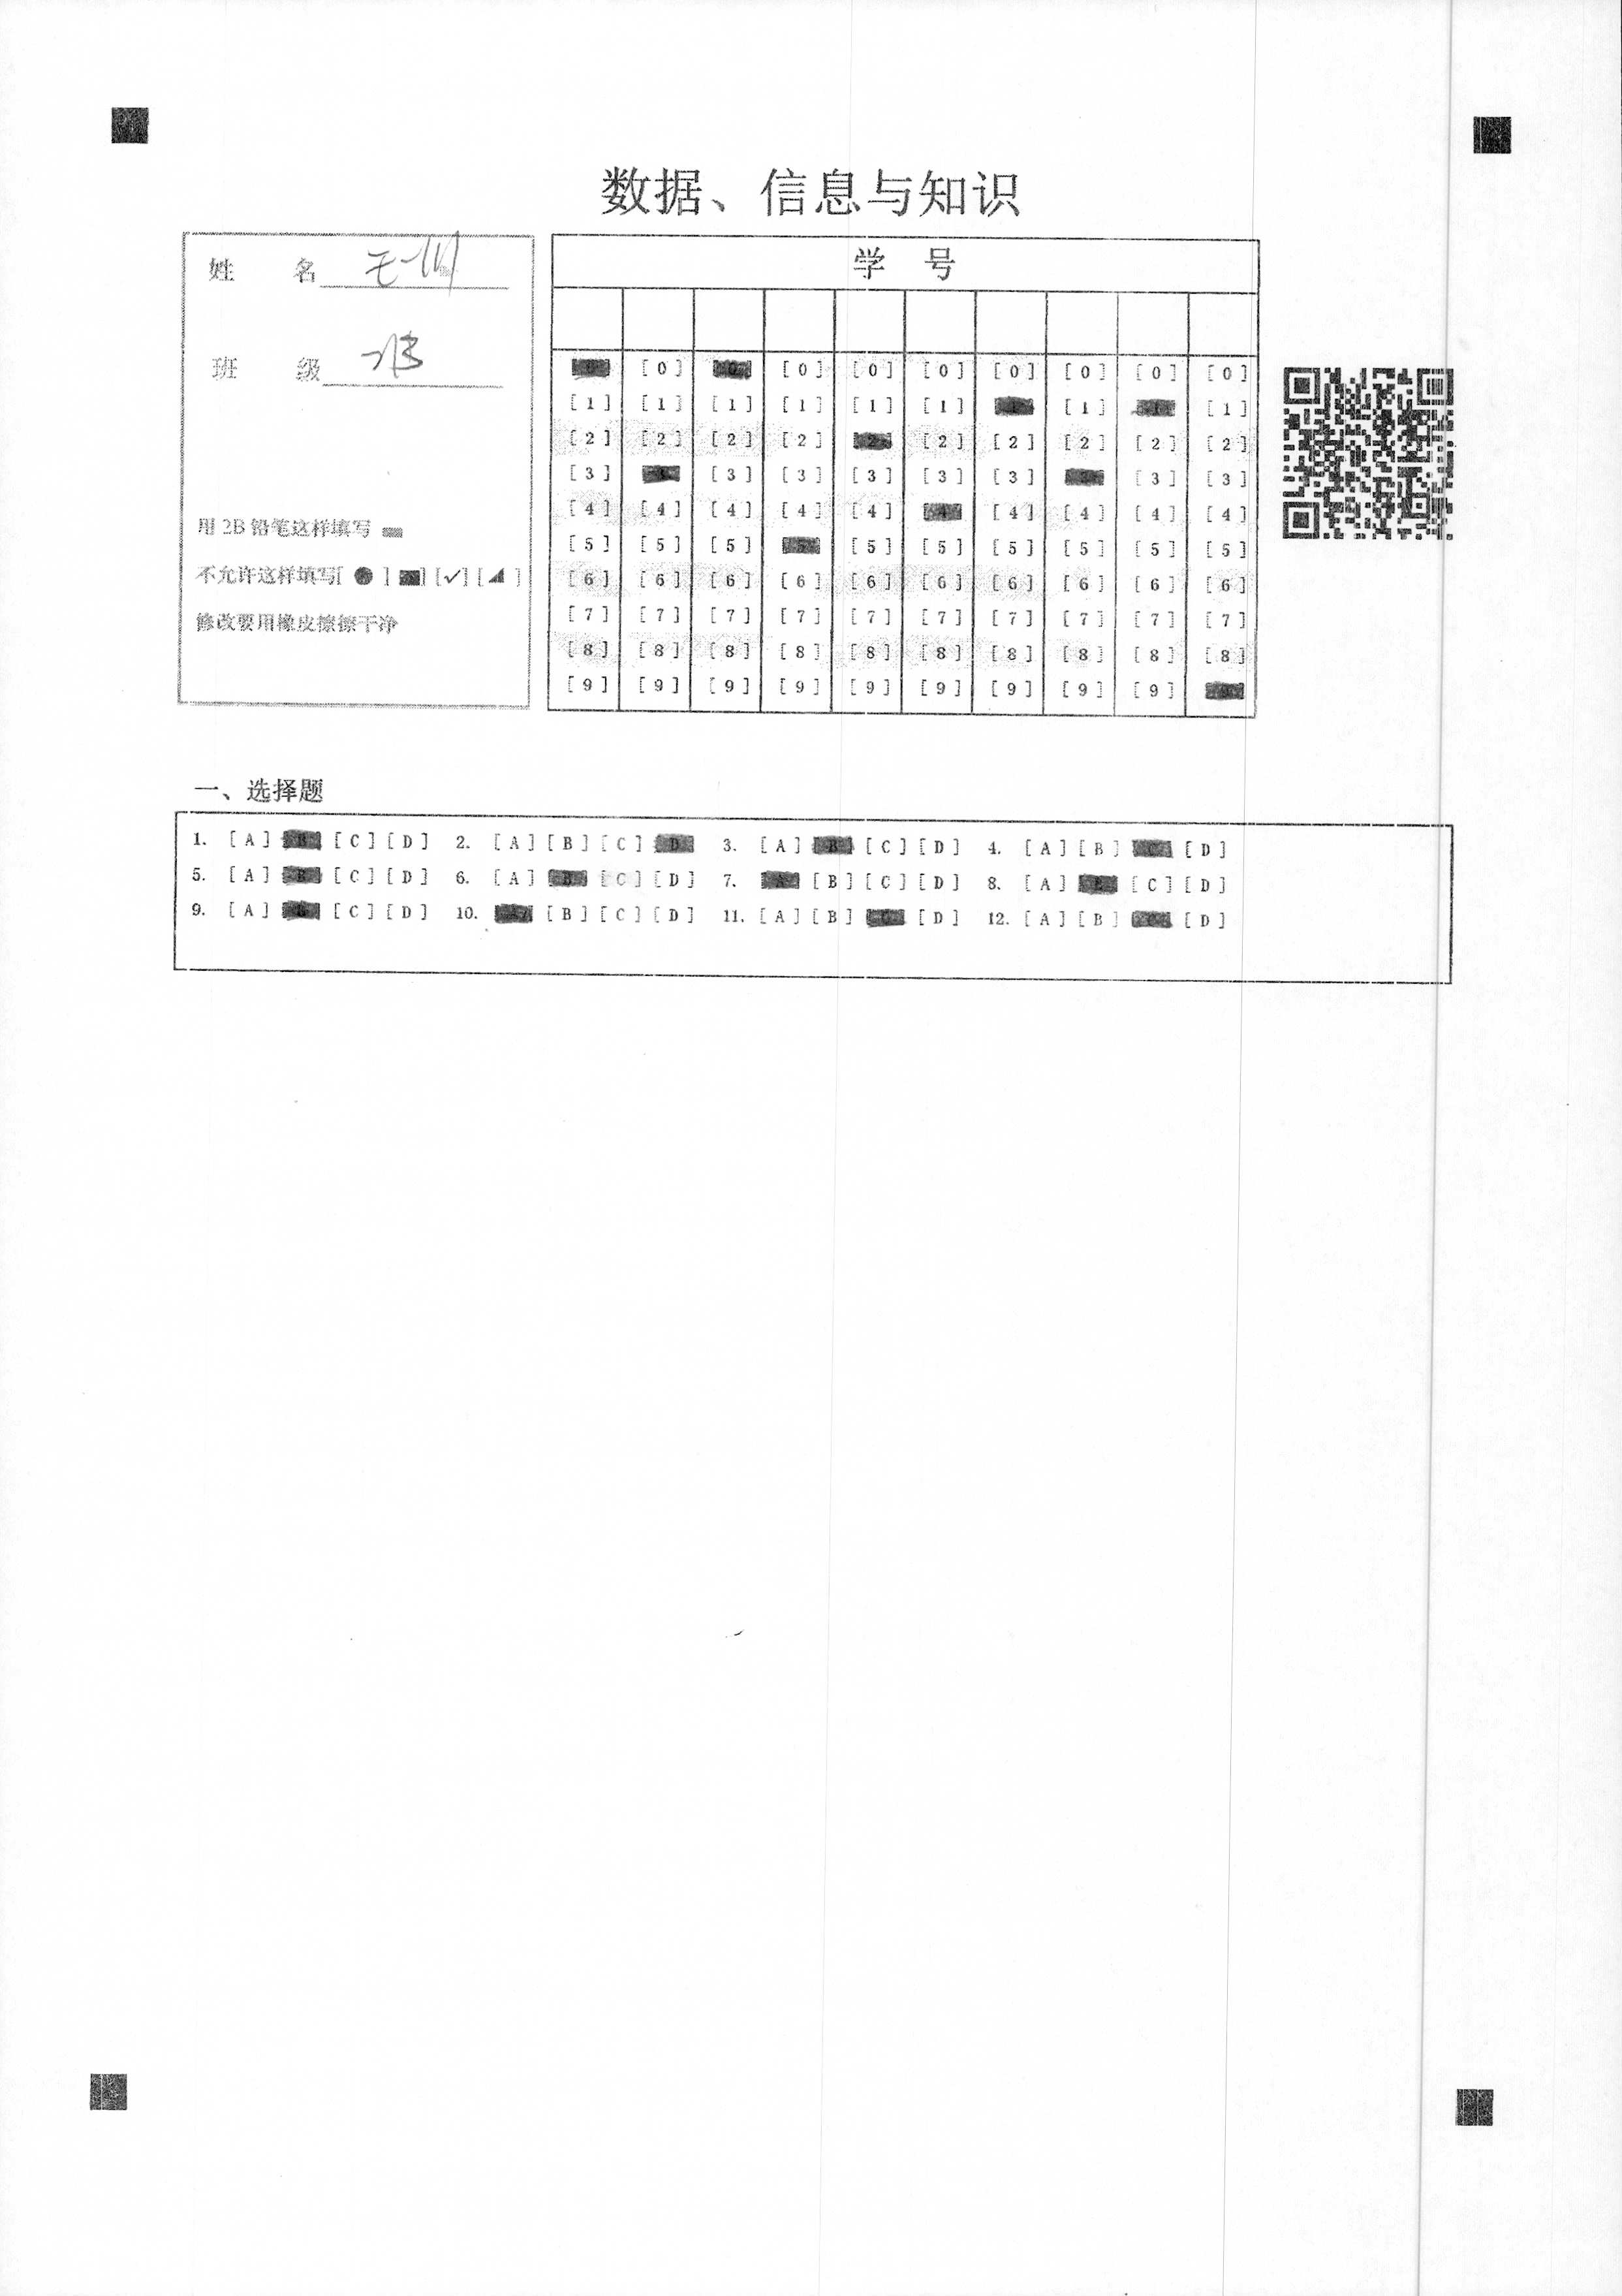 数据、信息与知识
姓 名
班 级
用 2B 铅笔这样填写
不允许这样填写[ ● ] [■] [✓] [◢ ]
修改要用橡皮擦擦干净
学 号
[0] [0] [0] [0] [0] [0] [0] [0]
[1] [1] [1] [1] [1] [1] [1] [1]
[2] [2] [2] [2] [2] [2] [2] [2] [2]
[3] [3] [3] [3] [3] [3] [3] [3]
[4] [4] [4] [4] [4] [4] [4] [4] [4] [4]
[5] [5] [5] [5] [5] [5] [5] [5] [5]
[6] [6] [6] [6] [6] [6] [6] [6] [6] [6]
[7] [7] [7] [7] [7] [7] [7] [7] [7] [7]
[8] [8] [8] [8] [8] [8] [8] [8] [8] [8]
[9] [9] [9] [9] [9] [9] [9] [9] [9]
一、选择题
1. [A] [B] [C] [D] 2. [A] [B] [C] [D] 3. [A] [B] [C] [D] 4. [A] [B] [C] [D]
5. [A] [B] [C] [D] 6. [A] [B] [C] [D] 7. [A] [B] [C] [D] 8. [A] [B] [C] [D]
9. [A] [B] [C] [D] 10. [A] [B] [C] [D] 11. [A] [B] [C] [D] 12. [A] [B] [C] [D]